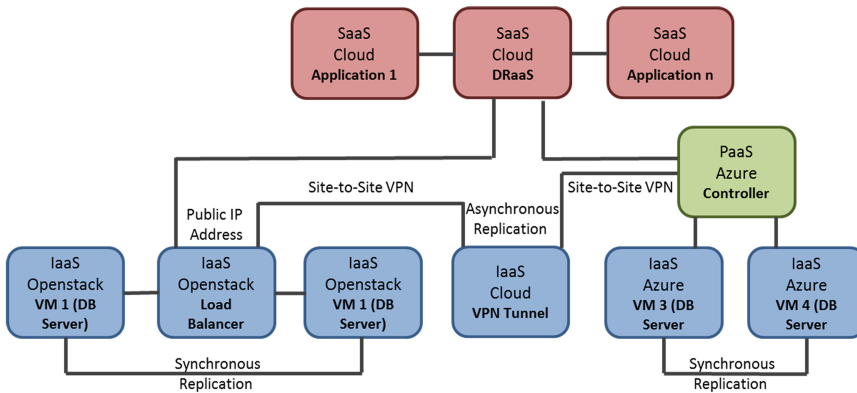 SaaS
Cloud
Application 1
SaaS
Cloud
DRaaS
SaaS
Cloud
Application n
PaaS
Azure
Controller
Site-to-Site VPN
Site-to-Site VPN
Public IP
Address
Asynchronous
Replication
IaaS
Openstack
VM 1 (DB
Server)
IaaS
Openstack
Load
Balancer
IaaS
Openstack
VM 1 (DB
Server)
IaaS
Cloud
VPN Tunnel
IaaS
Azure
VM 3 (DB
Server
IaaS
Azure
VM 4 (DB
Server
Synchronous
Replication
Synchronous
Replication